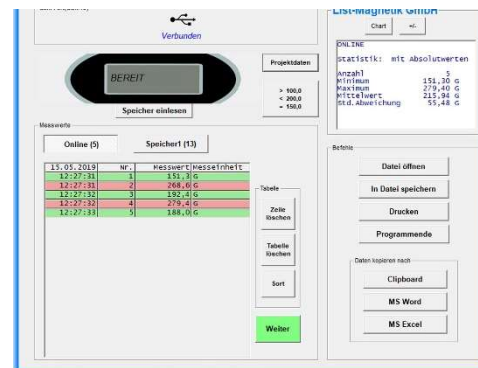 Verbunden
BEREIT
Speicher einlesen
Projektdaten
> 100,0
< 200,0
= 150,0
Messwerte
Online (5)
Speicher1 (13)
15.05.2019 Nr. Messwert Messeinheit
12:27:31 1 151,3 G
12:27:31 2 268,6 G
12:27:32 3 192,4 G
12:27:32 4 279,4 G
12:27:33 5 188,0 G
Tabelle
Zeile
löschen
Tabelle
löschen
Sort
Weiter
List-Magnetik GmbH
Chart
+/-
ONLINE
Statistik: mit Absolutwerten
Anzahl 5
Minimum 151,30 G
Maximum 279,40 G
Mittelwert 215,94 G
Std.Abweichung 55,48 G
Befehle
Datei öffnen
In Datei speichern
Drucken
Programmende
Daten kopieren nach
Clipboard
MS Word
MS Excel